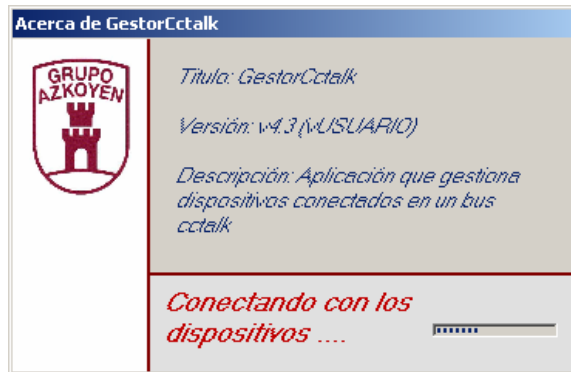 Acerca de GestorCctalk
GRUPO
AZKOYEN
Titulo: GestorCctalk
Versión: v4.3 (vUSUARIO)
Descripción: Aplicación que gestiona
dispositivos conectados en un bus
cctalk
Conectando con los
dispositivos ....